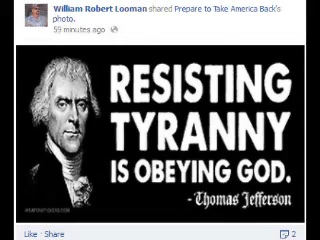 William Robert Looman shared Prepare to Take America Back's
photo.
59 minutes ago
RESISTING
TYRANNY
IS OBEYING GOD.
- Thomas Jefferson
Like · Share
2